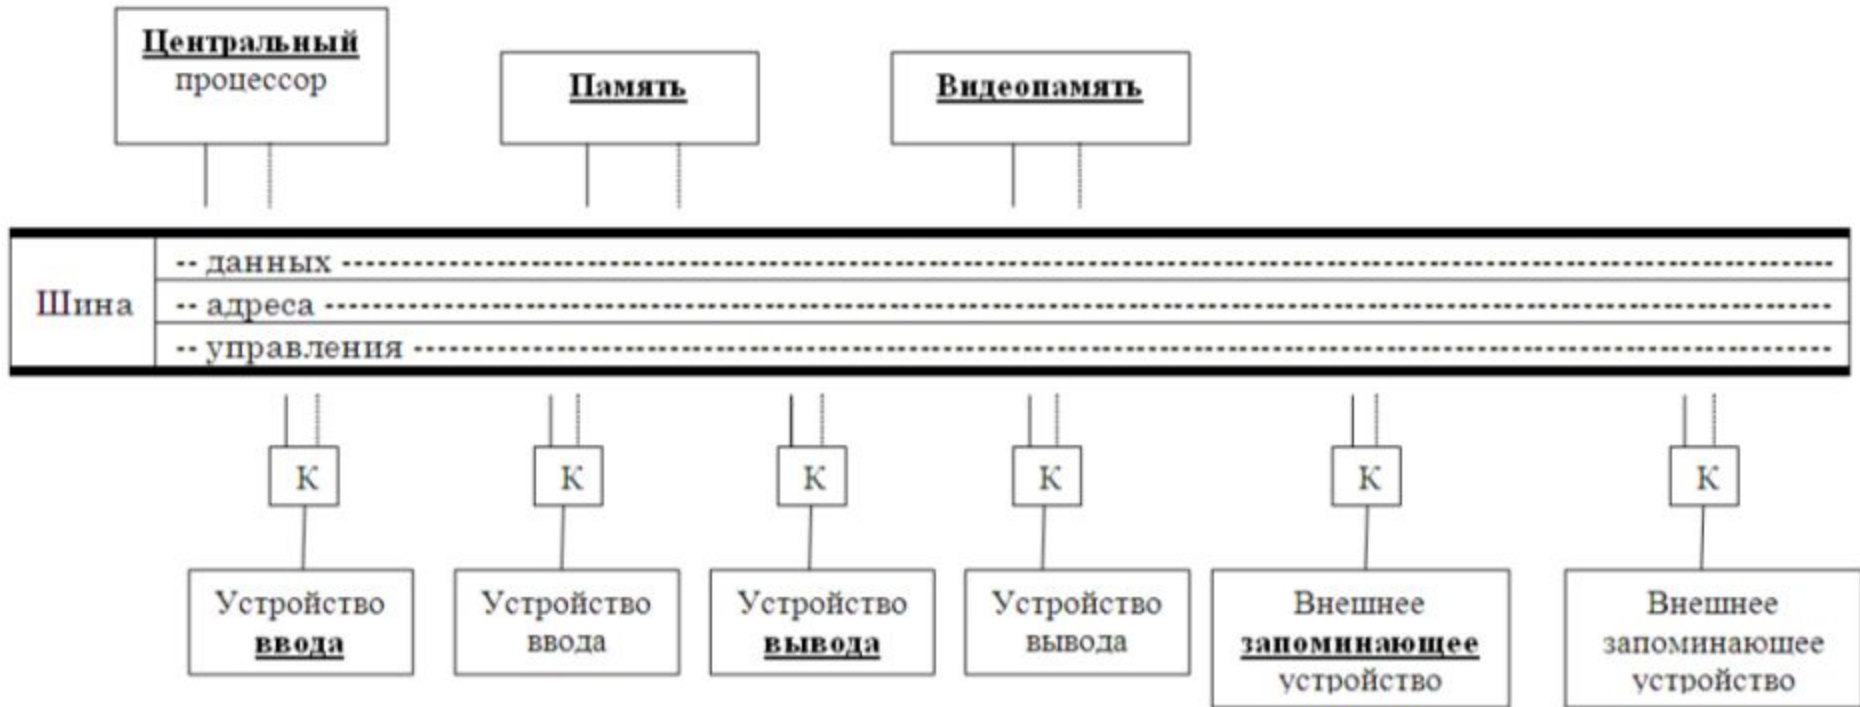 Центральный
процессор
Память
Видеопамять
Шина
-- данных --------------------------------------------------------------
-- адреса --------------------------------------------------------------
-- управления --------------------------------------------------------------
К
К
К
К
К
К
Устройство
ввода
Устройство
ввода
Устройство
вывода
Устройство
вывода
Внешнее
запоминающее
устройство
Внешнее
запоминающее
устройство